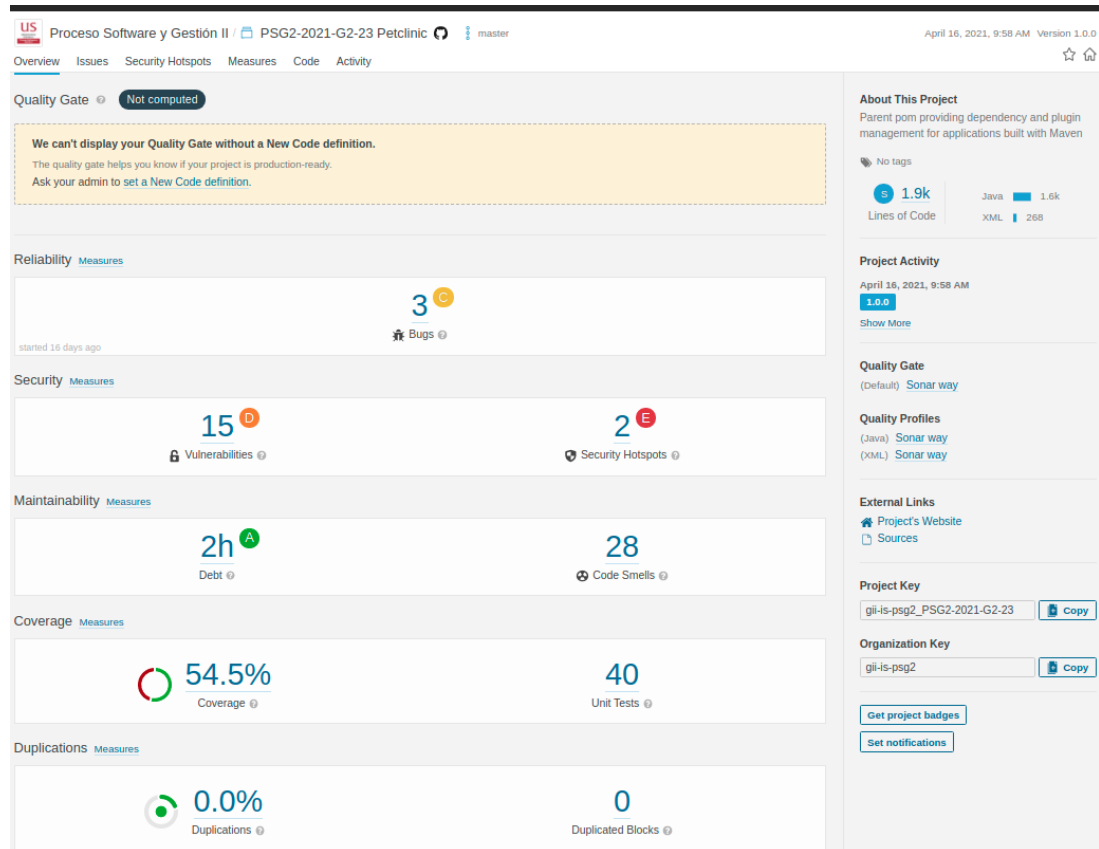 US Proceso Software y Gestión II / PSG2-2021-G2-23 Petclinic master
April 16, 2021, 9:58 AM Version 1.0.0
Overview Issues Security Hotspots Measures Code Activity
Quality Gate Not computed
We can't display your Quality Gate without a New Code definition.
The quality gate helps you know if your project is production-ready.
Ask your admin to set a New Code definition.
Reliability Measures
3 C
Bugs
started 16 days ago
Security Measures
15 D
Vulnerabilities
2 E
Security Hotspots
Maintainability Measures
2h A
Debt
28
Code Smells
Coverage Measures
54.5%
Coverage
40
Unit Tests
Duplications Measures
0.0%
Duplications
0
Duplicated Blocks
About This Project
Parent pom providing dependency and plugin
management for applications built with Maven
No tags
S 1.9k
Lines of Code
Java 1.6k
XML 268
Project Activity
April 16, 2021, 9:58 AM
1.0.0
Show More
Quality Gate
(Default) Sonar way
Quality Profiles
(Java) Sonar way
(XML) Sonar way
External Links
Project's Website
Sources
Project Key
gii-is-psg2_PSG2-2021-G2-23 Copy
Organization Key
gii-is-psg2 Copy
Get project badges
Set notifications